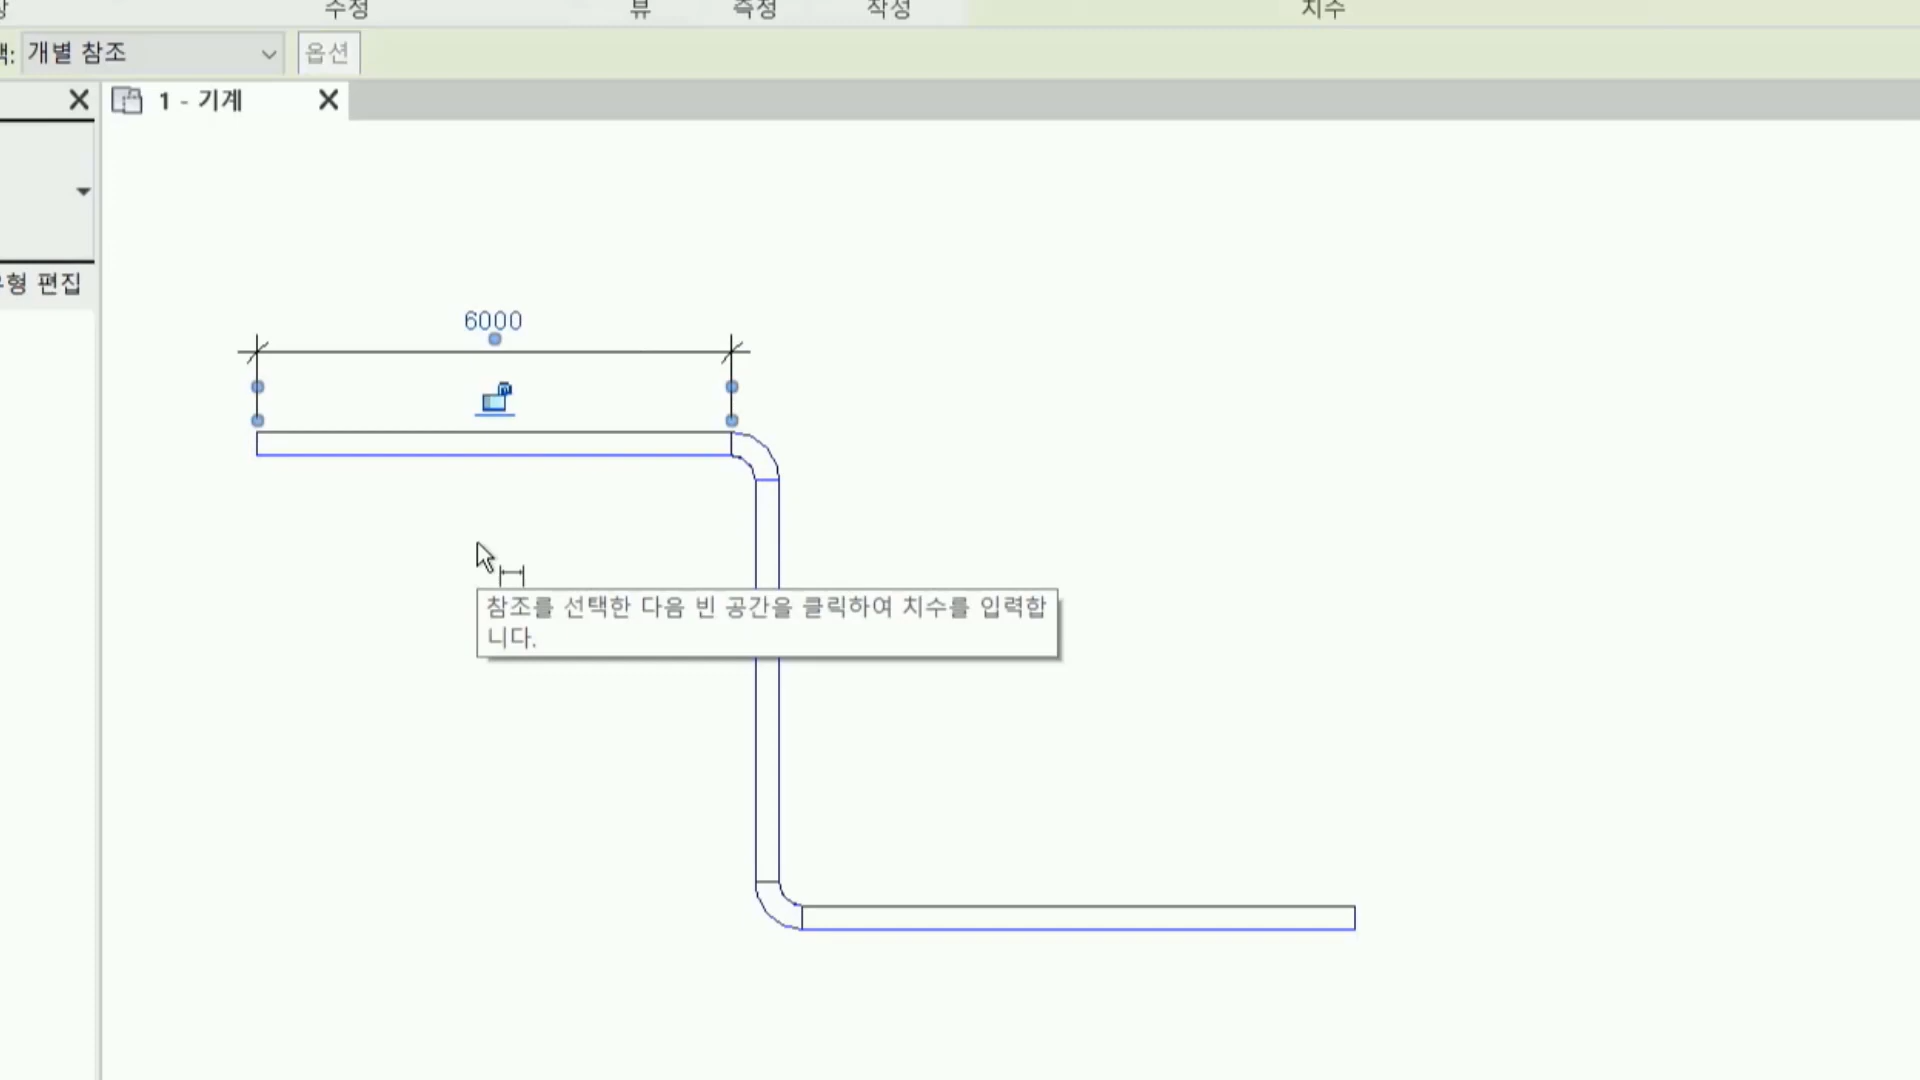 수정
뷰
측정
작성
치수
개별 참조
옵션
1 - 기계
형 편집
6000
참조를 선택한 다음 빈 공간을 클릭하여 치수를 입력합
니다.